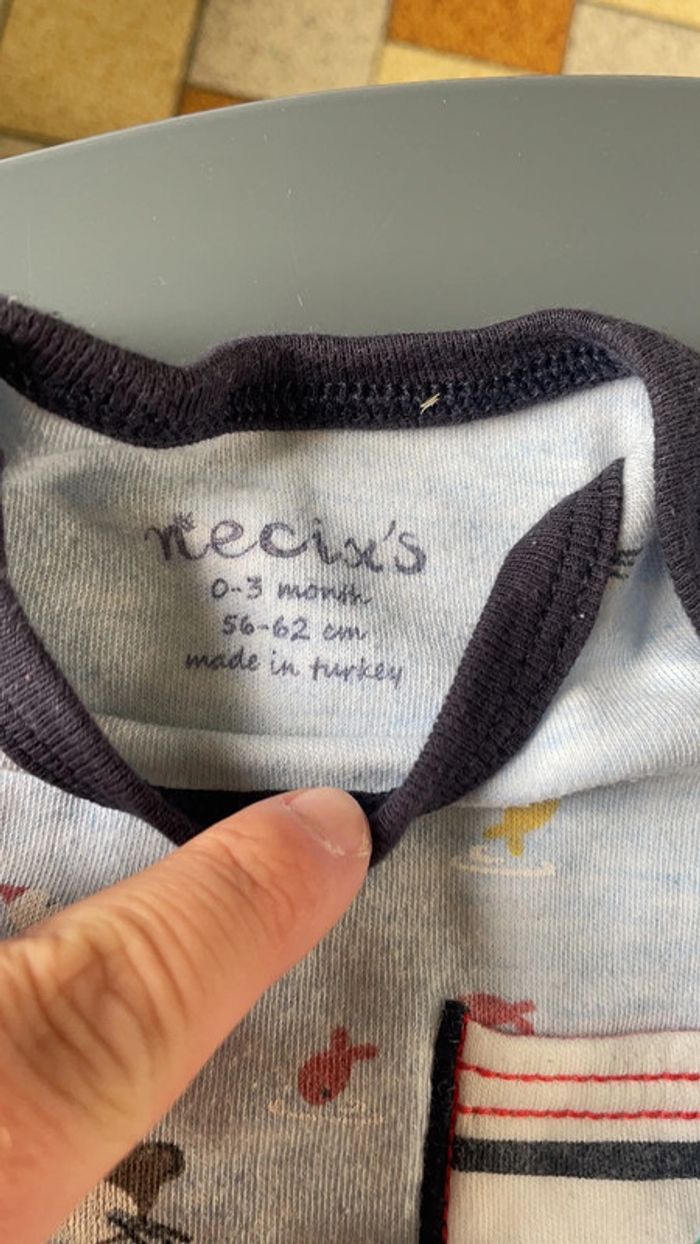 necix's
0-3 month
56-62 cm
made in turkey